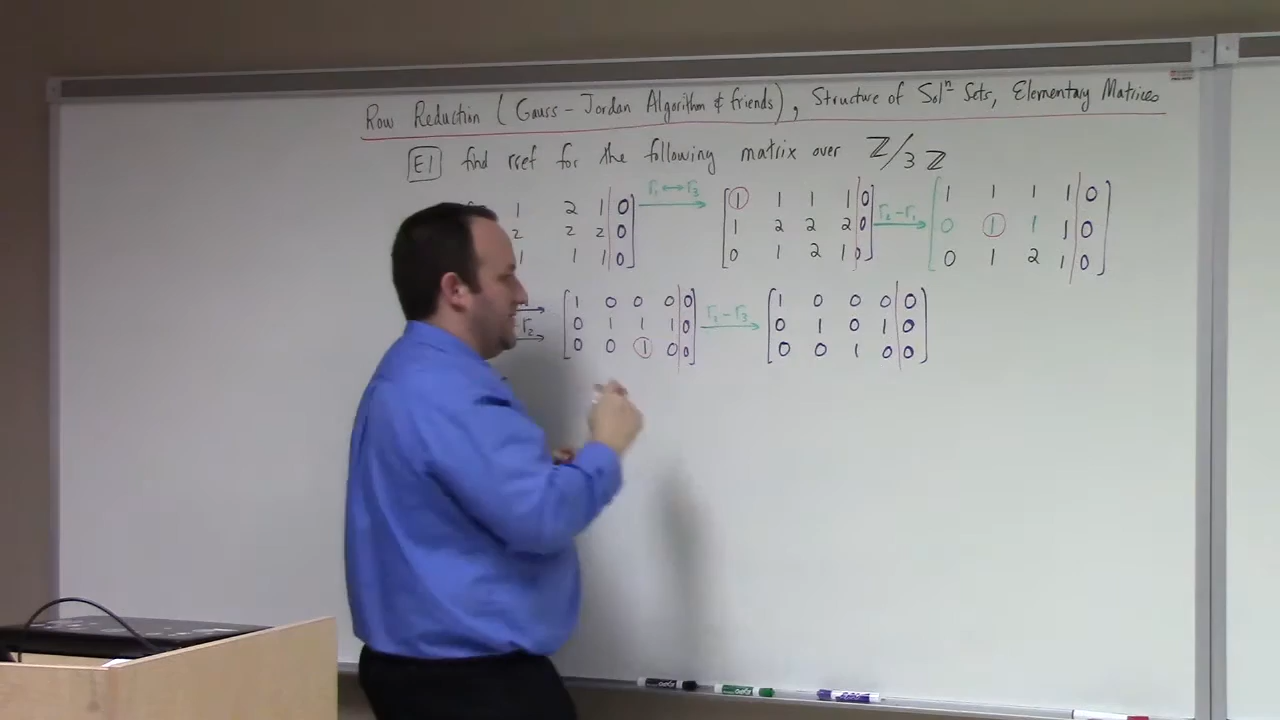 Row Reduction (Gauss-Jordan Algorithm & friends), Structure of Solⁿ Sets, Elementary Matrices
E1 find rref for the following matrix over ℤ/3ℤ
1 2 1 0 r₁ ↔ r₃ 1 1 1 1 0 r₂ - r₁ 1 1 1 1 0
2 2 2 0 1 2 2 2 0 0 1 1 1 0
1 1 1 0 0 1 2 1 0 0 1 2 1 0
1 0 0 0 0 r₂ - r₃ 1 0 0 0 0
r₂ 0 1 1 1 0 0 1 0 1 0
0 0 1 0 0 0 0 1 0 0